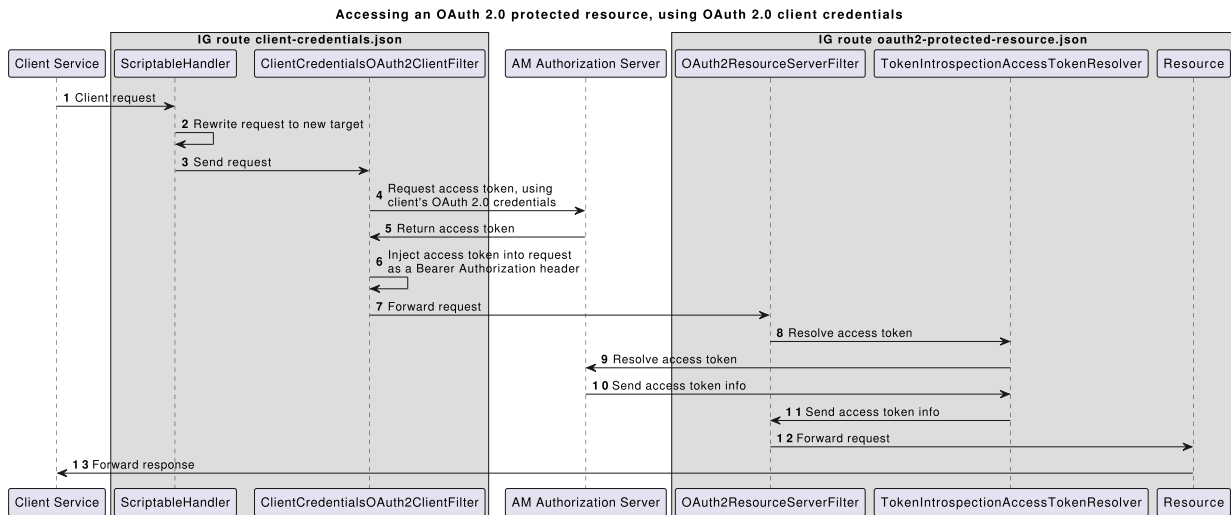 Accessing an OAuth 2.0 protected resource, using OAuth 2.0 client credentials
IG route client-credentials.json
IG route oauth2-protected-resource.json
Client Service
ScriptableHandler
ClientCredentialsOAuth2ClientFilter
AM Authorization Server
OAuth2ResourceServerFilter
TokenIntrospectionAccessTokenResolver
Resource
1 Client request
2 Rewrite request to new target
3 Send request
4 Request access token, using
client's OAuth 2.0 credentials
5 Return access token
6 Inject access token into request
as a Bearer Authorization header
7 Forward request
8 Resolve access token
9 Resolve access token
10 Send access token info
11 Send access token info
12 Forward request
13 Forward response
Client Service
ScriptableHandler
ClientCredentialsOAuth2ClientFilter
AM Authorization Server
OAuth2ResourceServerFilter
TokenIntrospectionAccessTokenResolver
Resource